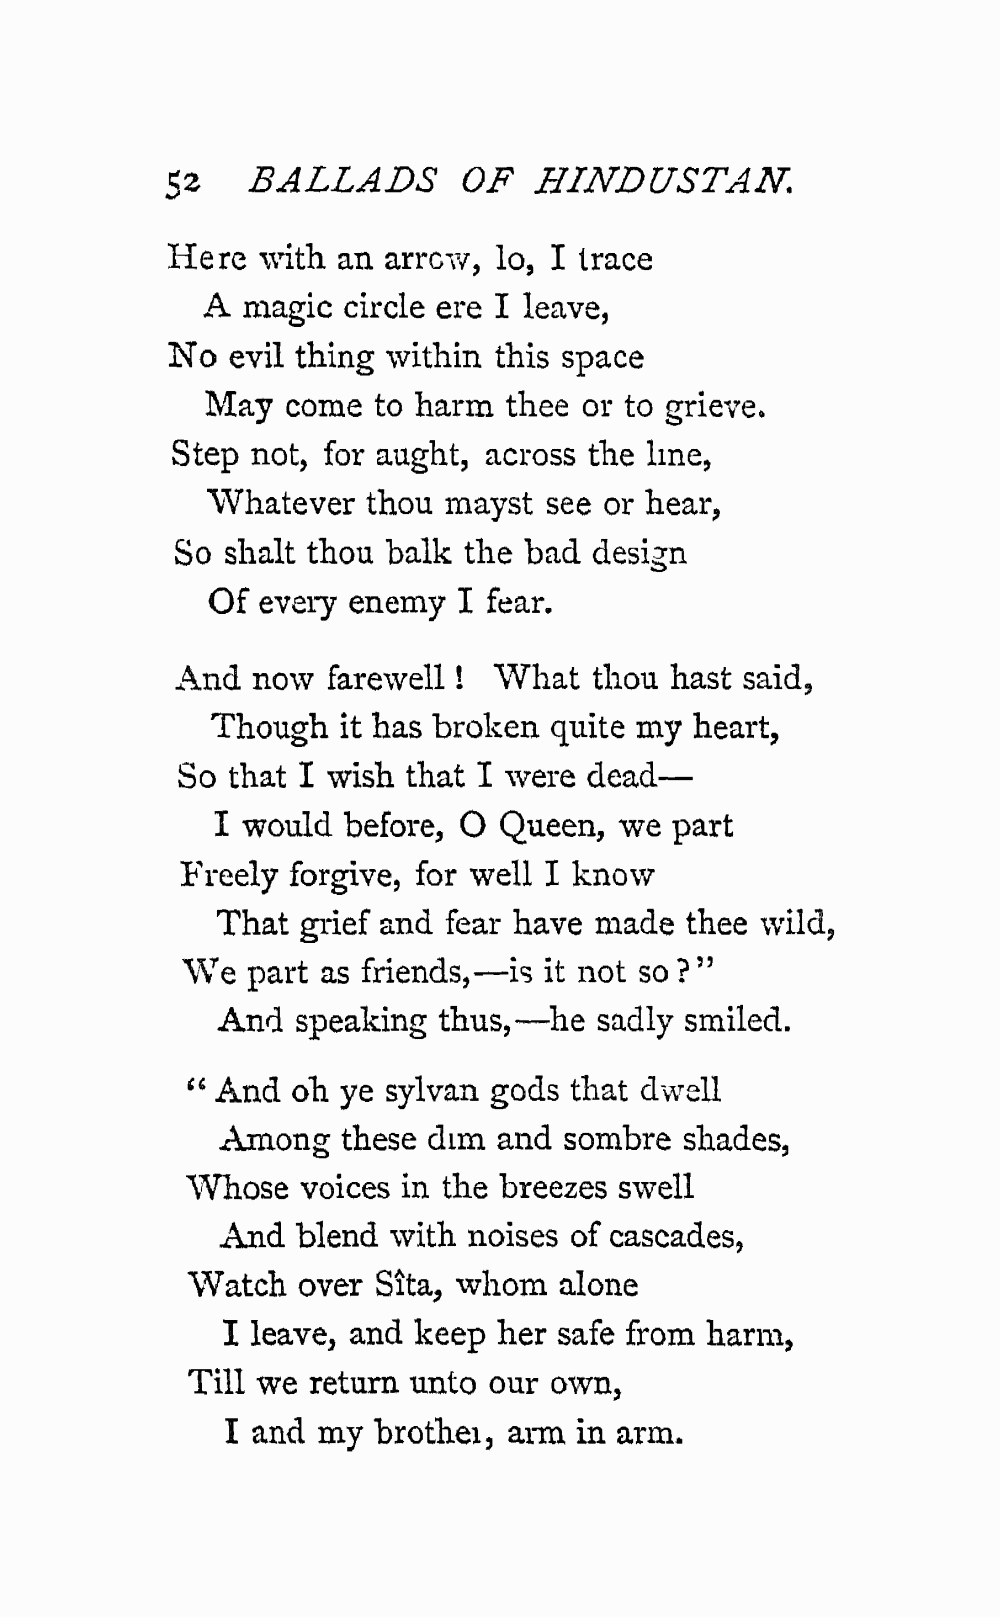 52 BALLADS OF HINDUSTAN.
Here with an arrow, lo, I trace
A magic circle ere I leave,
No evil thing within this space
May come to harm thee or to grieve.
Step not, for aught, across the line,
Whatever thou mayst see or hear,
So shalt thou balk the bad design
Of every enemy I fear.
And now farewell! What thou hast said,
Though it has broken quite my heart,
So that I wish that I were dead—
I would before, O Queen, we part
Freely forgive, for well I know
That grief and fear have made thee wild,
We part as friends,—is it not so?”
And speaking thus,—he sadly smiled.
“And oh ye sylvan gods that dwell
Among these dim and sombre shades,
Whose voices in the breezes swell
And blend with noises of cascades,
Watch over Sîta, whom alone
I leave, and keep her safe from harm,
Till we return unto our own,
I and my brother, arm in arm.